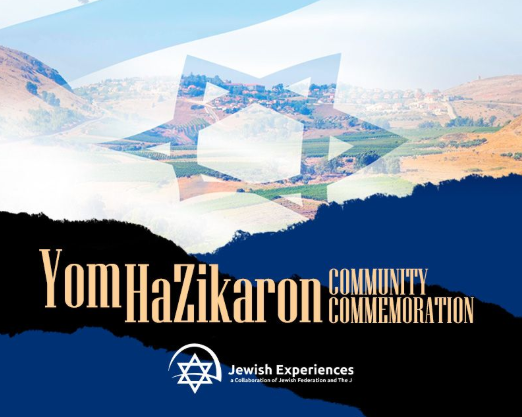 Yom HaZikaron COMMUNITY
COMMEMORATION
Jewish Experiences
a Collaboration of Jewish Federation and The J